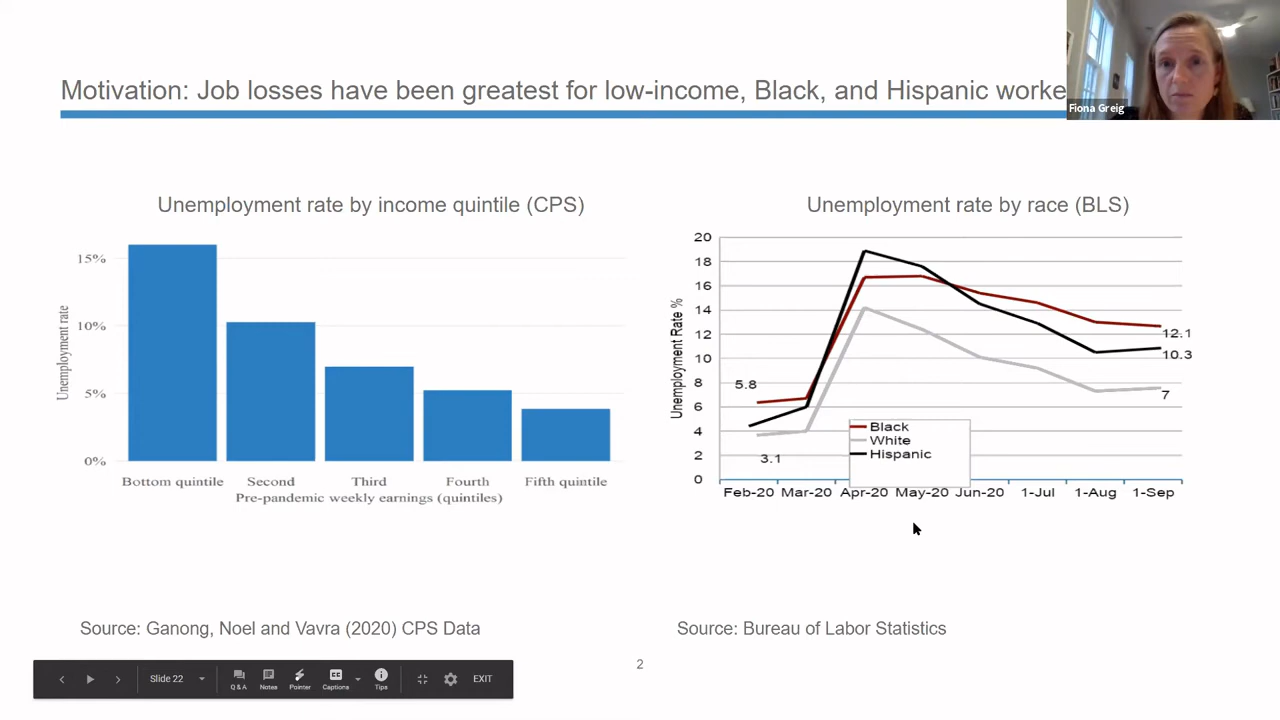 Motivation: Job losses have been greatest for low-income, Black, and Hispanic worke
Fiona Greig
Unemployment rate by income quintile (CPS)
15%
10%
5%
0%
Unemployment rate
Bottom quintile
Second
Third
Fourth
Fifth quintile
Pre-pandemic weekly earnings (quintiles)
Source: Ganong, Noel and Vavra (2020) CPS Data
Unemployment rate by race (BLS)
20
18
16
14
12
10
8
6
4
2
0
Unemployment Rate %
5.8
3.1
12.1
10.3
7
Black
White
Hispanic
Feb-20
Mar-20
Apr-20
May-20
Jun-20
1-Jul
1-Aug
1-Sep
Source: Bureau of Labor Statistics
2
Slide 22
Q & A
Notes
Pointer
Captions
Tips
EXIT